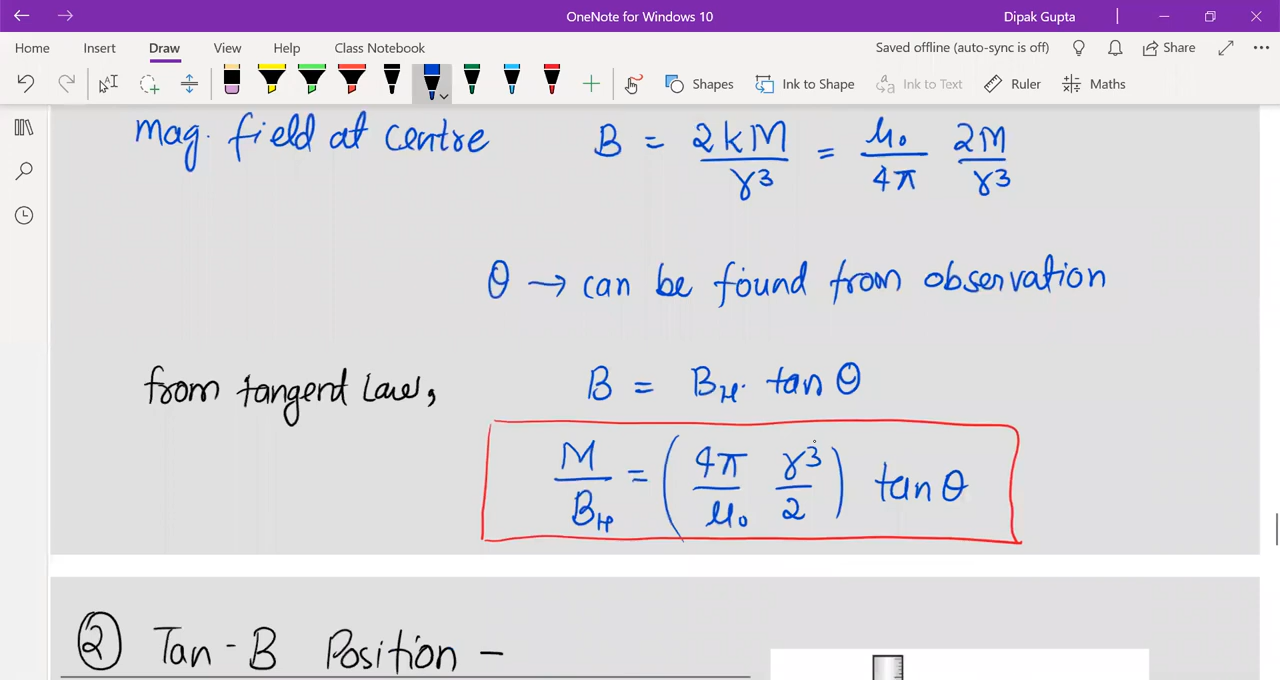 OneNote for Windows 10
Dipak Gupta
Home Insert Draw View Help Class Notebook
Saved offline (auto-sync is off) Share
Shapes Ink to Shape Ink to Text Ruler Maths
Mag. field at Centre B = 2kM/r³ = μ₀/4π 2M/r³
θ → can be found from observation
from tangent Law, B = B_H. tan θ
M/B_H = (4π/μ₀ r³/2) tan θ
② Tan - B Position –